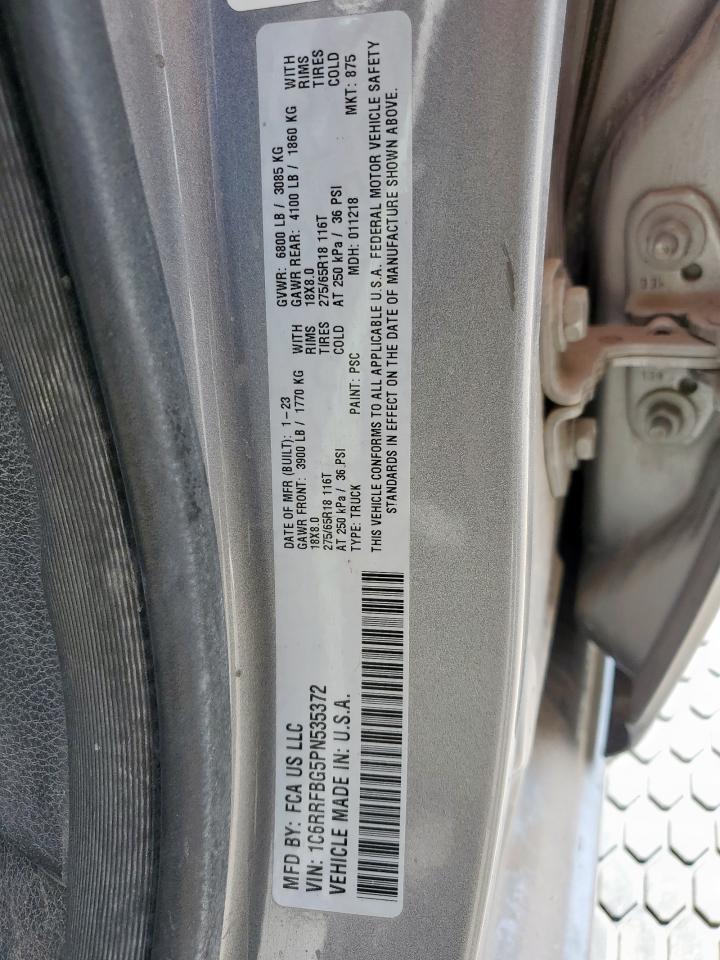 MFD BY: FCA US LLC
VIN: 1C6RRFBG5PN535372
VEHICLE MADE IN: U.S.A.
DATE OF MFR (BUILT): 1-23 GVWR: 6800 LB / 3085 KG
GAWR FRONT: 3900 LB / 1770 KG WITH GAWR REAR: 4100 LB / 1860 KG WITH
18X8.0 RIMS 18X8.0 RIMS
275/65R18 116T TIRES 275/65R18 116T TIRES
AT 250 kPa / 36 PSI COLD AT 250 kPa / 36 PSI COLD
TYPE: TRUCK PAINT: PSC MDH: 011218 MKT: 875
THIS VEHICLE CONFORMS TO ALL APPLICABLE U.S.A. FEDERAL MOTOR VEHICLE SAFETY
STANDARDS IN EFFECT ON THE DATE OF MANUFACTURE SHOWN ABOVE.